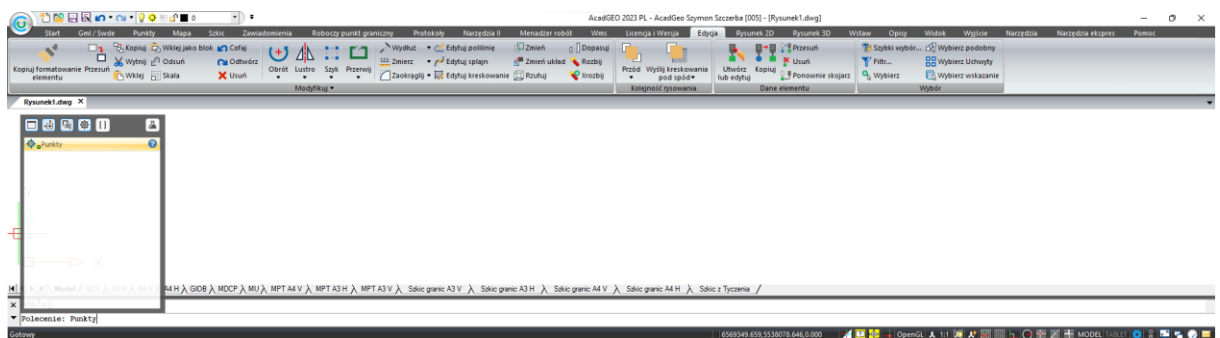 0
AcadGEO 2023 PL - AcadGeo Szymon Szczerba [005] - [Rysunek1.dwg]
Start Gml / Swde Punkty Mapa Szkic Zawiadomienia Roboczy punkt graniczny Protokoły Narzędzia II Menadżer robót Wms Licencja i Wersja Edycja Rysunek 2D Rysunek 3D Wstaw Opisy Widok Wyjście Narzędzia Narzędzia ekspres Pomoc
Kopiuj Wklej jako blok Cofaj Wydłuż Edytuj polilinię Zmień Dopasuj Przesuń Szybki wybór... Wybierz podobny
Wytnij Odsuń Odtwórz Zmierz Edytuj splajn Zmień układ Rozbij Usuń Filtr... Wybierz Uchwyty
Kopiuj formatowanie elementu Przesuń Wklej Skala Usuń Obrót Lustro Szyk Przerwij Zaokrąglij Edytuj kreskowanie Rzutuj Xrozbij Przód Wyślij kreskowania pod spód Utwórz lub edytuj Kopiuj Ponownie skojarz Wybierz Wybierz wskazanie
Modyfikuj Kolejność rysowania Dane elementu Wybór
Rysunek1.dwg
Punkty
Y
X
Model A3 V A3 H A4 V A4 H GIOB MDCP MU MPT A4 V MPT A3 H MPT A3 V Szkic granic A3 V Szkic granic A3 H Szkic granic A4 V Szkic granic A4 H Szkic z Tyczenia
Polecenie: Punkty
Gotowy 6569349.659,5538078.646,0.000 OpenGL 1:1 MODEL TABLET